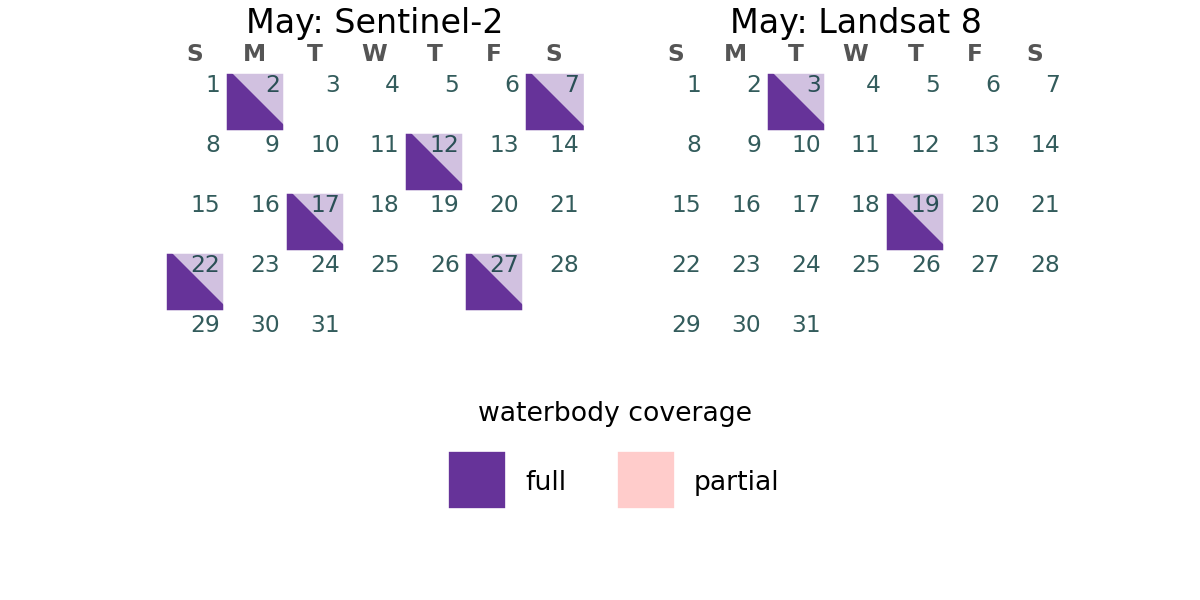 May: Sentinel-2
S M T W T F S
1 2 3 4 5 6 7
8 9 10 11 12 13 14
15 16 17 18 19 20 21
22 23 24 25 26 27 28
29 30 31
May: Landsat 8
S M T W T F S
1 2 3 4 5 6 7
8 9 10 11 12 13 14
15 16 17 18 19 20 21
22 23 24 25 26 27 28
29 30 31
waterbody coverage
full partial